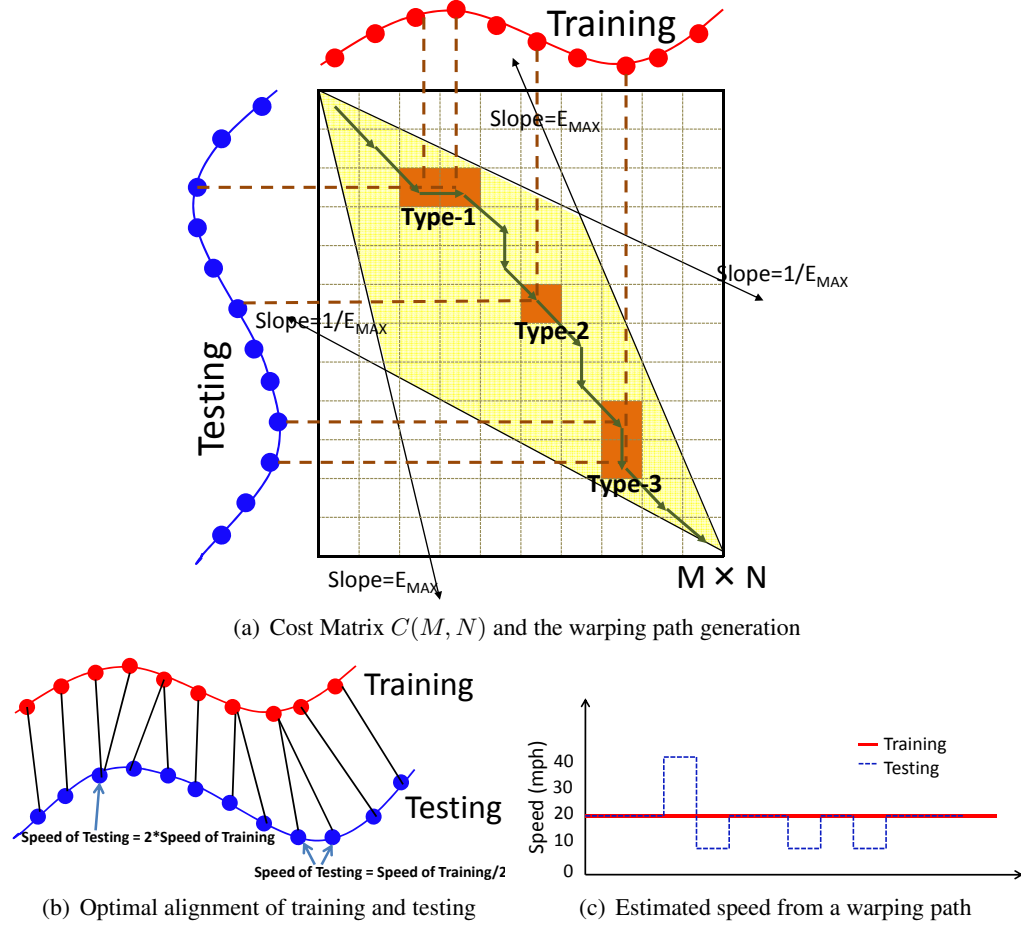 Training
Slope=E_MAX
Type-1
Slope=1/E_MAX
Slope=1/E_MAX
Type-2
Testing
Type-3
Slope=E_MAX
M × N
(a) Cost Matrix C(M, N) and the warping path generation
Training
Testing
Speed of Testing = 2*Speed of Training
Speed of Testing = Speed of Training/2
(b) Optimal alignment of training and testing
Speed (mph)
40
30
20
10
0
Training
Testing
(c) Estimated speed from a warping path